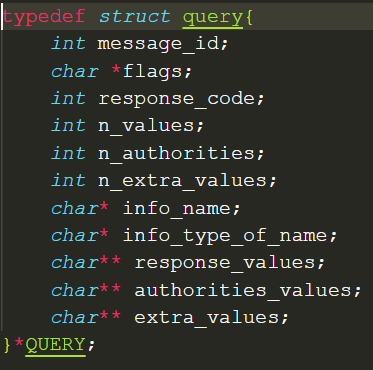 typedef struct query{
    int message_id;
    char *flags;
    int response_code;
    int n_values;
    int n_authorities;
    int n_extra_values;
    char* info_name;
    char* info_type_of_name;
    char** response_values;
    char** authorities_values;
    char** extra_values;
}*QUERY;